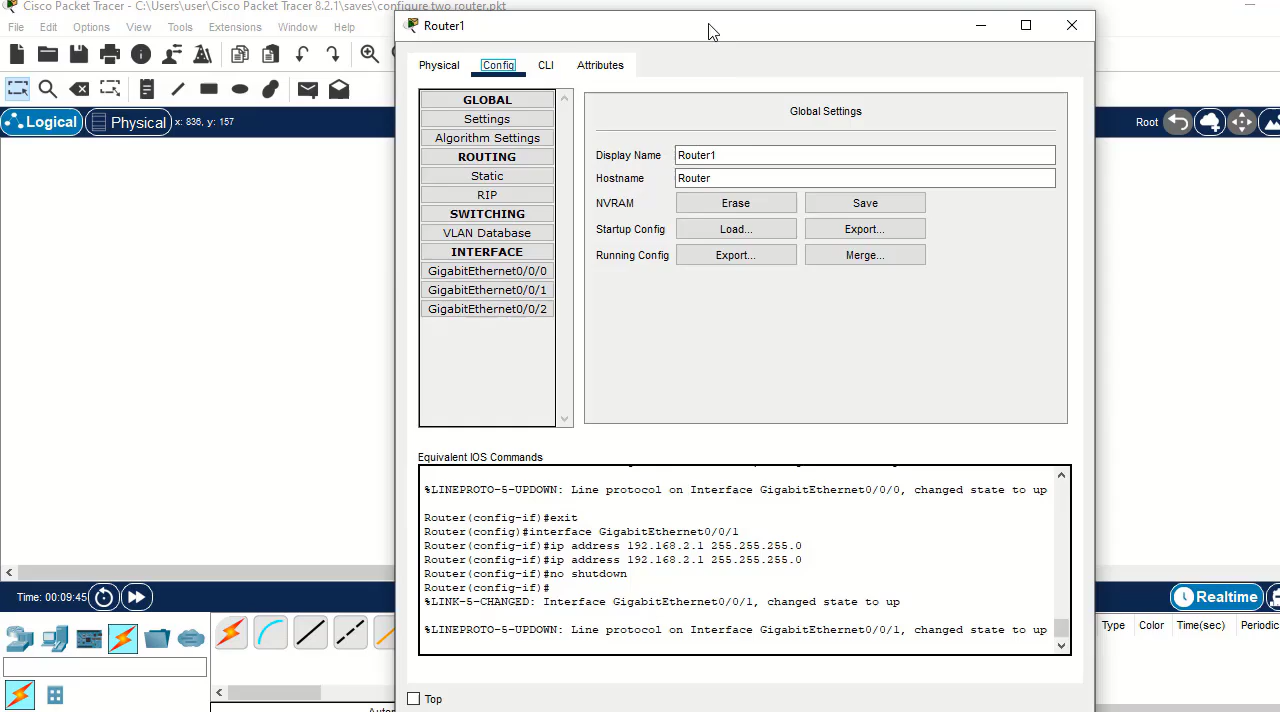 Cisco Packet Tracer - C:\Users\user\Cisco Packet Tracer 8.2.1\saves\configure two router.pkt
File Edit Options View Tools Extensions Window Help
Logical Physical x: 836, y: 157
Root
Router1
Physical Config CLI Attributes
GLOBAL
Settings
Algorithm Settings
ROUTING
Static
RIP
SWITCHING
VLAN Database
INTERFACE
GigabitEthernet0/0/0
GigabitEthernet0/0/1
GigabitEthernet0/0/2
Global Settings
Display Name Router1
Hostname Router
NVRAM Erase Save
Startup Config Load... Export...
Running Config Export... Merge...
Equivalent IOS Commands
%LINEPROTO-5-UPDOWN: Line protocol on Interface GigabitEthernet0/0/0, changed state to up
Router(config-if)#exit
Router(config)#interface GigabitEthernet0/0/1
Router(config-if)#ip address 192.168.2.1 255.255.255.0
Router(config-if)#ip address 192.168.2.1 255.255.255.0
Router(config-if)#no shutdown
Router(config-if)#
%LINK-5-CHANGED: Interface GigabitEthernet0/0/1, changed state to up
%LINEPROTO-5-UPDOWN: Line protocol on Interface GigabitEthernet0/0/1, changed state to up
Top
Time: 00:09:45
Realtime
Type Color Time(sec) Periodic